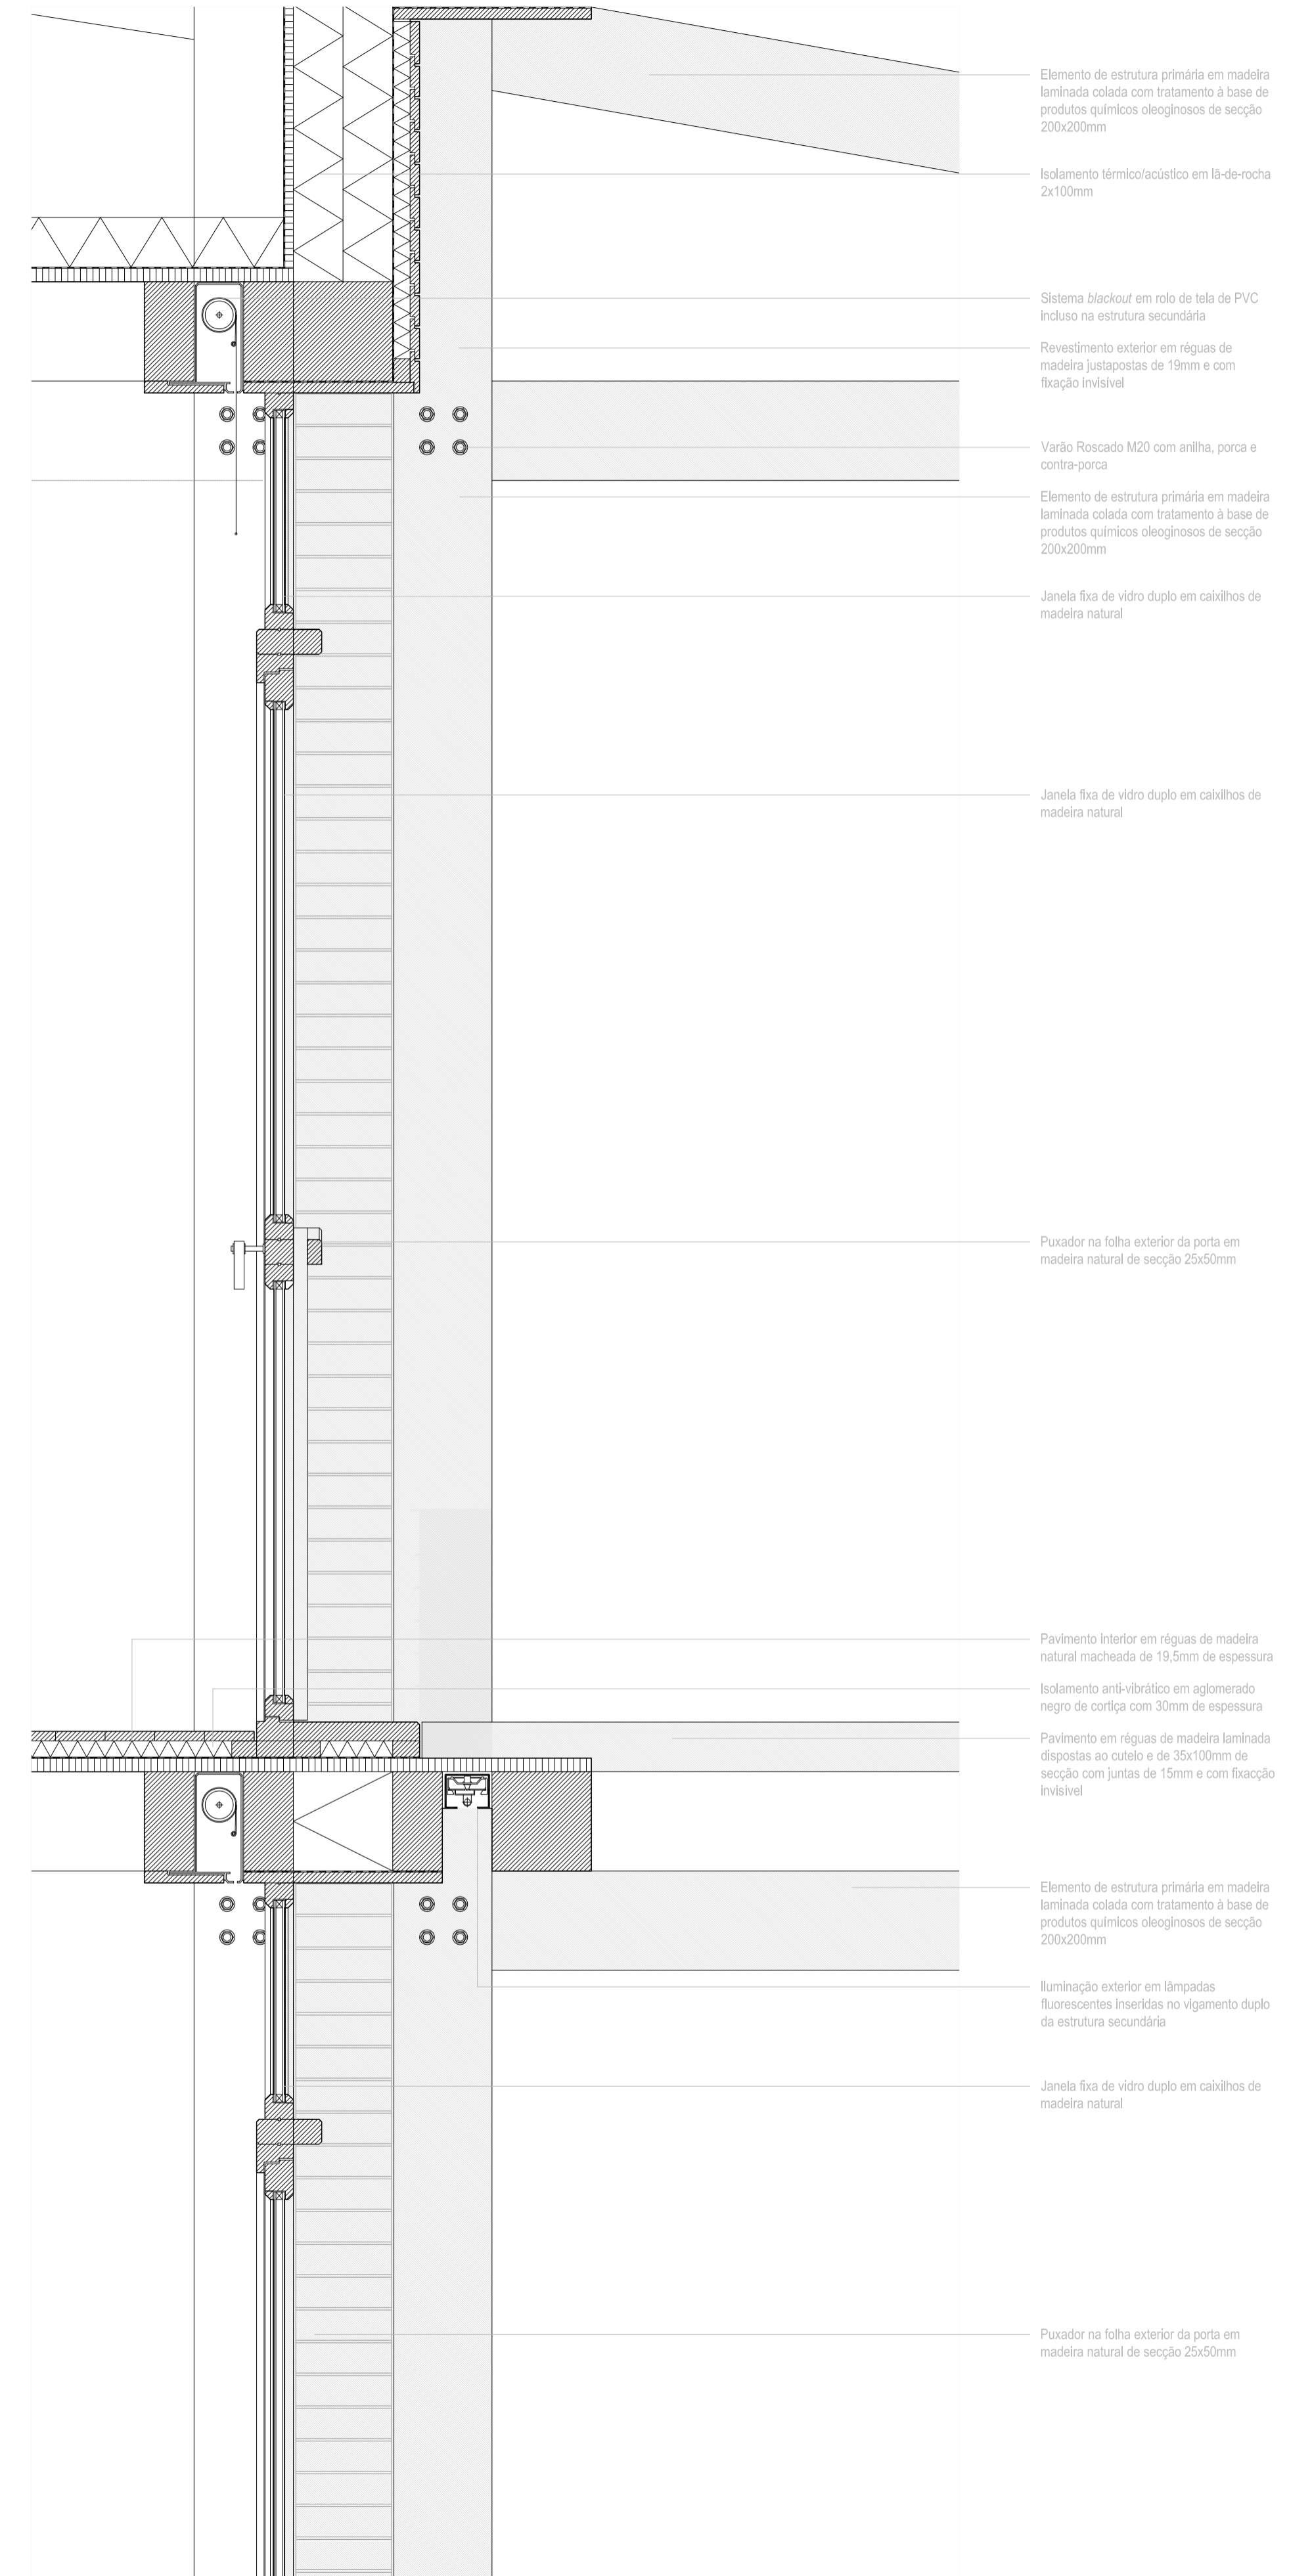 Elemento de estrutura primária em madeira
laminada colada com tratamento à base de
produtos químicos oleoginosos de secção
200x200mm
Isolamento térmico/acústico em lã-de-rocha
2x100mm
Sistema blackout em rolo de tela de PVC
incluso na estrutura secundária
Revestimento exterior em réguas de
madeira justapostas de 19mm e com
fixação invisível
Varão Roscado M20 com anilha, porca e
contra-porca
Elemento de estrutura primária em madeira
laminada colada com tratamento à base de
produtos químicos oleoginosos de secção
200x200mm
Janela fixa de vidro duplo em caixilhos de
madeira natural
Janela fixa de vidro duplo em caixilhos de
madeira natural
Puxador na folha exterior da porta em
madeira natural de secção 25x50mm
Pavimento interior em réguas de madeira
natural macheada de 19,5mm de espessura
Isolamento anti-vibrático em aglomerado
negro de cortiça com 30mm de espessura
Pavimento em réguas de madeira laminada
dispostas ao cutelo e de 35x100mm de
secção com juntas de 15mm e com fixacção
invisível
Elemento de estrutura primária em madeira
laminada colada com tratamento à base de
produtos químicos oleoginosos de secção
200x200mm
Iluminação exterior em lâmpadas
fluorescentes inseridas no vigamento duplo
da estrutura secundária
Janela fixa de vidro duplo em caixilhos de
madeira natural
Puxador na folha exterior da porta em
madeira natural de secção 25x50mm